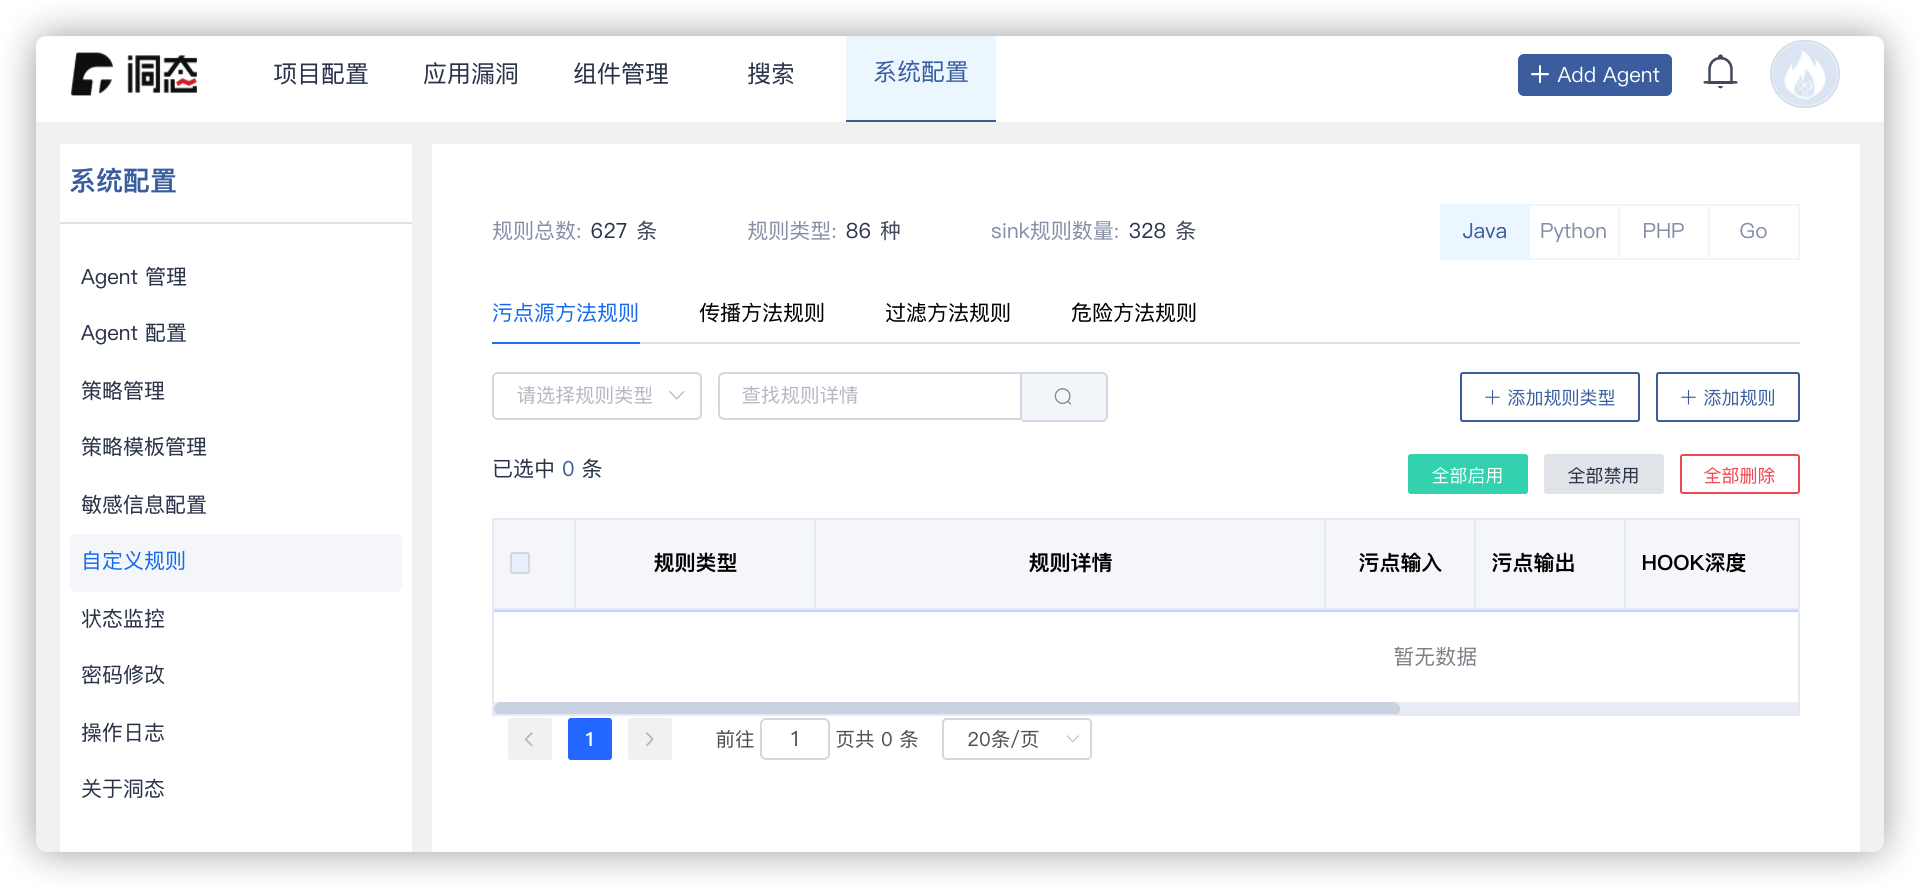 洞态
项目配置
应用漏洞
组件管理
搜索
系统配置
Add Agent
系统配置
Agent 管理
Agent 配置
策略管理
策略模板管理
敏感信息配置
自定义规则
状态监控
密码修改
操作日志
关于洞态
规则总数: 627 条
规则类型: 86 种
sink规则数量: 328 条
Java
Python
PHP
Go
污点源方法规则
传播方法规则
过滤方法规则
危险方法规则
请选择规则类型
查找规则详情
添加规则类型
添加规则
已选中 0 条
全部启用
全部禁用
全部删除
规则类型
规则详情
污点输入
污点输出
HOOK深度
暂无数据
1
前往 1 页共 0 条
20条/页